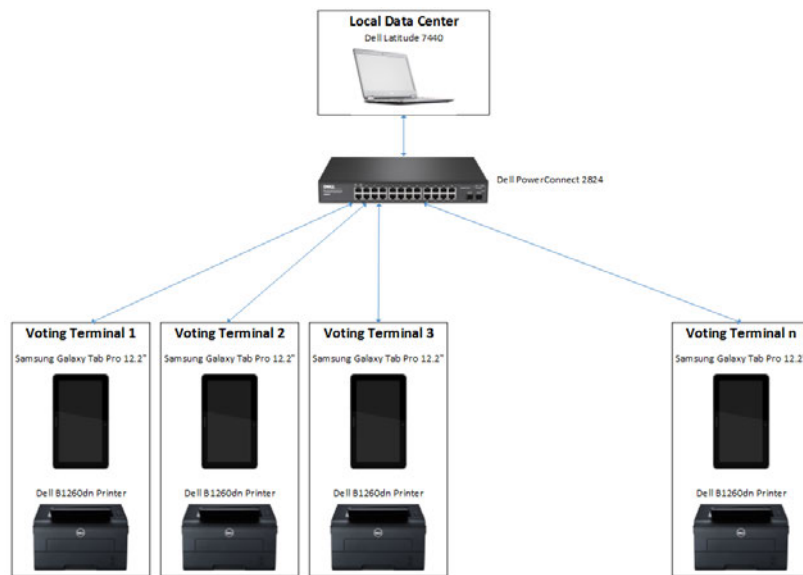 Local Data Center
Dell Latitude 7440
DELL
Dell PowerConnect 2824
Voting Terminal 1
Samsung Galaxy Tab Pro 12.2"
Dell B1260dn Printer
Voting Terminal 2
Samsung Galaxy Tab Pro 12.2"
Dell B1260dn Printer
Voting Terminal 3
Samsung Galaxy Tab Pro 12.2"
Dell B1260dn Printer
Voting Terminal n
Samsung Galaxy Tab Pro 12.2"
Dell B1260dn Printer